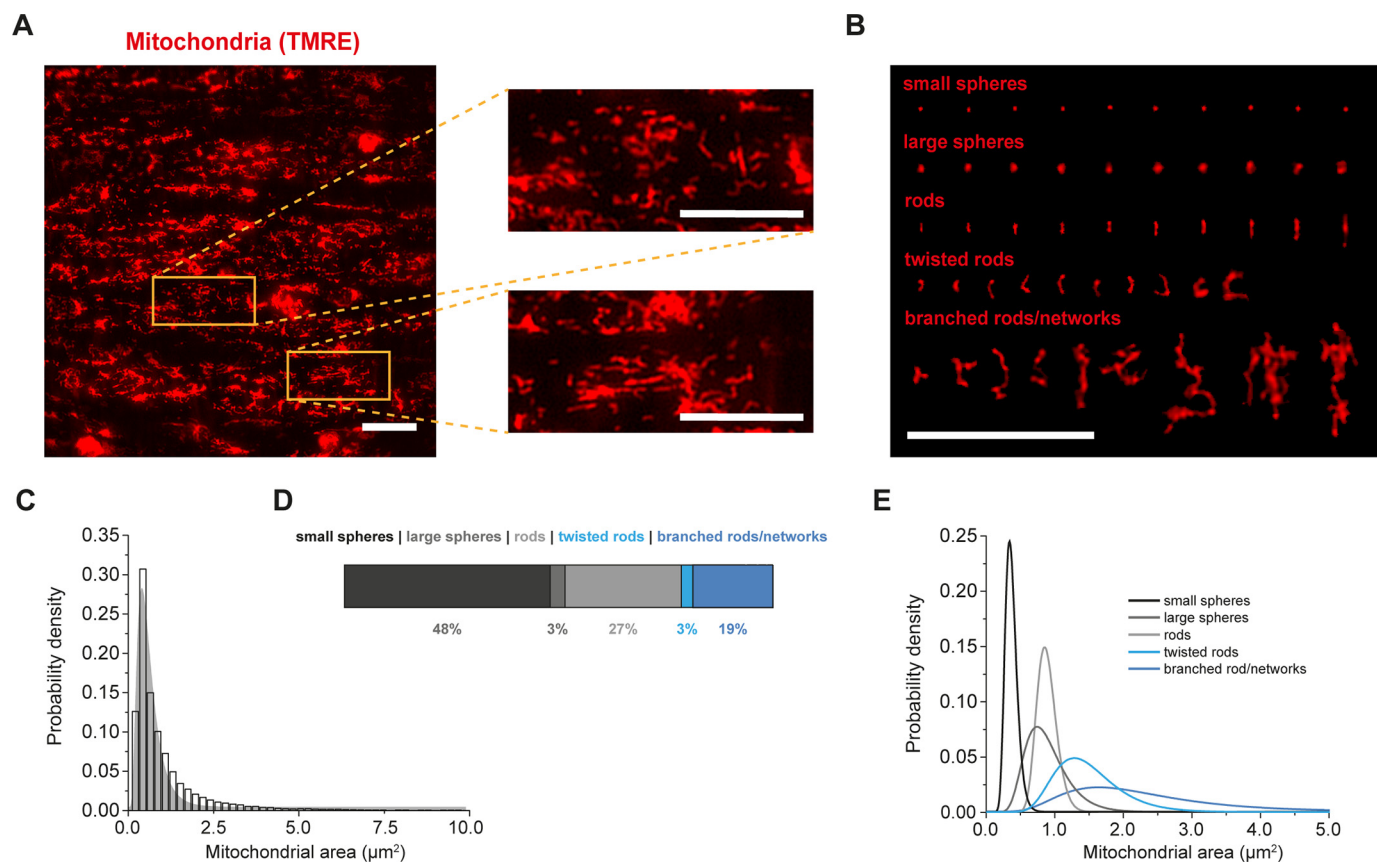 A
Mitochondria (TMRE)
B
small spheres
large spheres
rods
twisted rods
branched rods/networks
C
Probability density
0.35
0.30
0.25
0.20
0.15
0.10
0.05
0.00
0.0
2.5
5.0
7.5
10.0
Mitochondrial area (μm²)
D
small spheres | large spheres | rods | twisted rods | branched rods/networks
48%
3%
27%
3%
19%
E
Probability density
0.25
0.20
0.15
0.10
0.05
0.00
0.0
1.0
2.0
3.0
4.0
5.0
Mitochondrial area (μm²)
small spheres
large spheres
rods
twisted rods
branched rod/networks